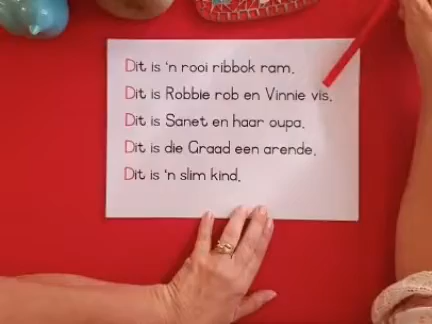 Dit is 'n rooi ribbok ram.
Dit is Robbie rob en Vinnie vis.
Dit is Sanet en haar oupa.
Dit is die Graad een arende.
Dit is 'n slim kind.